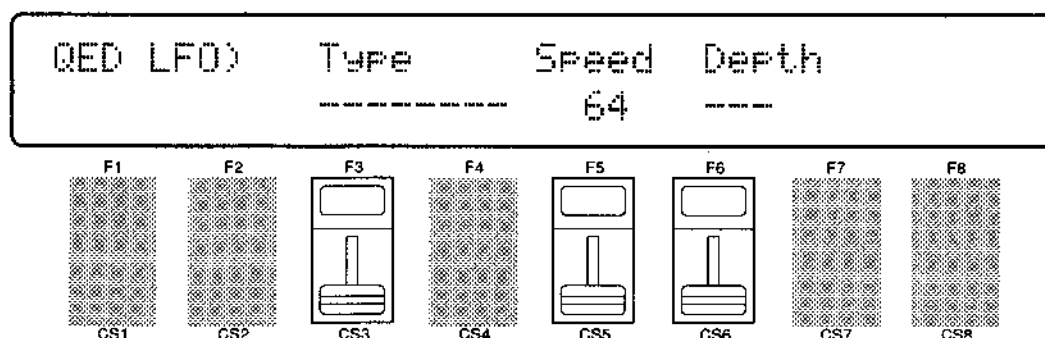 QED LFO) Type Speed Depth
--------- 64 ---
F1 F2 F3 F4 F5 F6 F7 F8
CS1 CS2 CS3 CS4 CS5 CS6 CS7 CS8